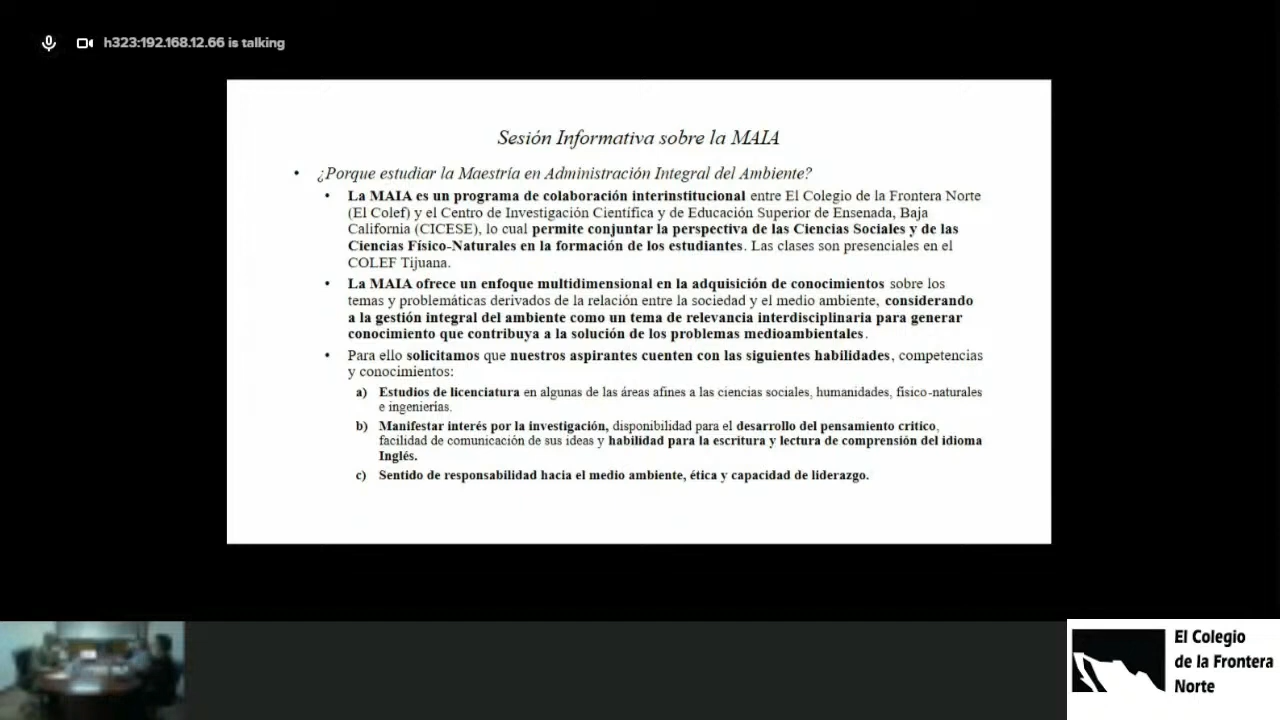 h323:192.168.12.66 is talking
Sesión Informativa sobre la MAIA
• ¿Porque estudiar la Maestría en Administración Integral del Ambiente?
• La MAIA es un programa de colaboración interinstitucional entre El Colegio de la Frontera Norte
(El Colef) y el Centro de Investigación Científica y de Educación Superior de Ensenada, Baja
California (CICESE), lo cual permite conjuntar la perspectiva de las Ciencias Sociales y de las
Ciencias Físico-Naturales en la formación de los estudiantes. Las clases son presenciales en el
COLEF Tijuana.
• La MAIA ofrece un enfoque multidimensional en la adquisición de conocimientos sobre los
temas y problemáticas derivados de la relación entre la sociedad y el medio ambiente, considerando
a la gestión integral del ambiente como un tema de relevancia interdisciplinaria para generar
conocimiento que contribuya a la solución de los problemas medioambientales.
• Para ello solicitamos que nuestros aspirantes cuenten con las siguientes habilidades, competencias
y conocimientos:
a) Estudios de licenciatura en algunas de las áreas afines a las ciencias sociales, humanidades, físico-naturales
e ingenierías.
b) Manifestar interés por la investigación, disponibilidad para el desarrollo del pensamiento critico,
facilidad de comunicación de sus ideas y habilidad para la escritura y lectura de comprensión del idioma
Inglés.
c) Sentido de responsabilidad hacia el medio ambiente, ética y capacidad de liderazgo.
El Colegio
de la Frontera
Norte